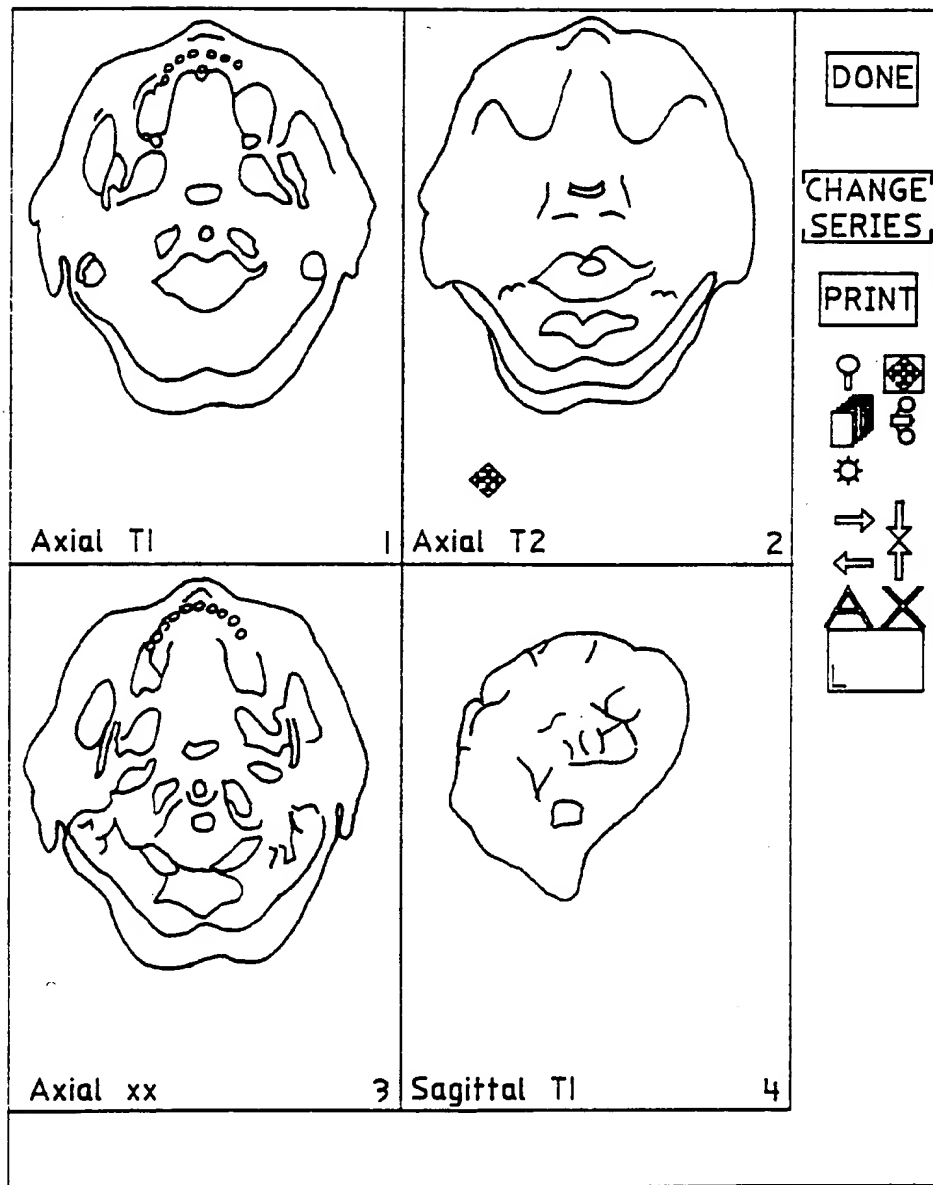 DONE
CHANGE
SERIES
PRINT
Axial T1 1
Axial T2 2
A X
Axial xx 3
Sagittal T1 4